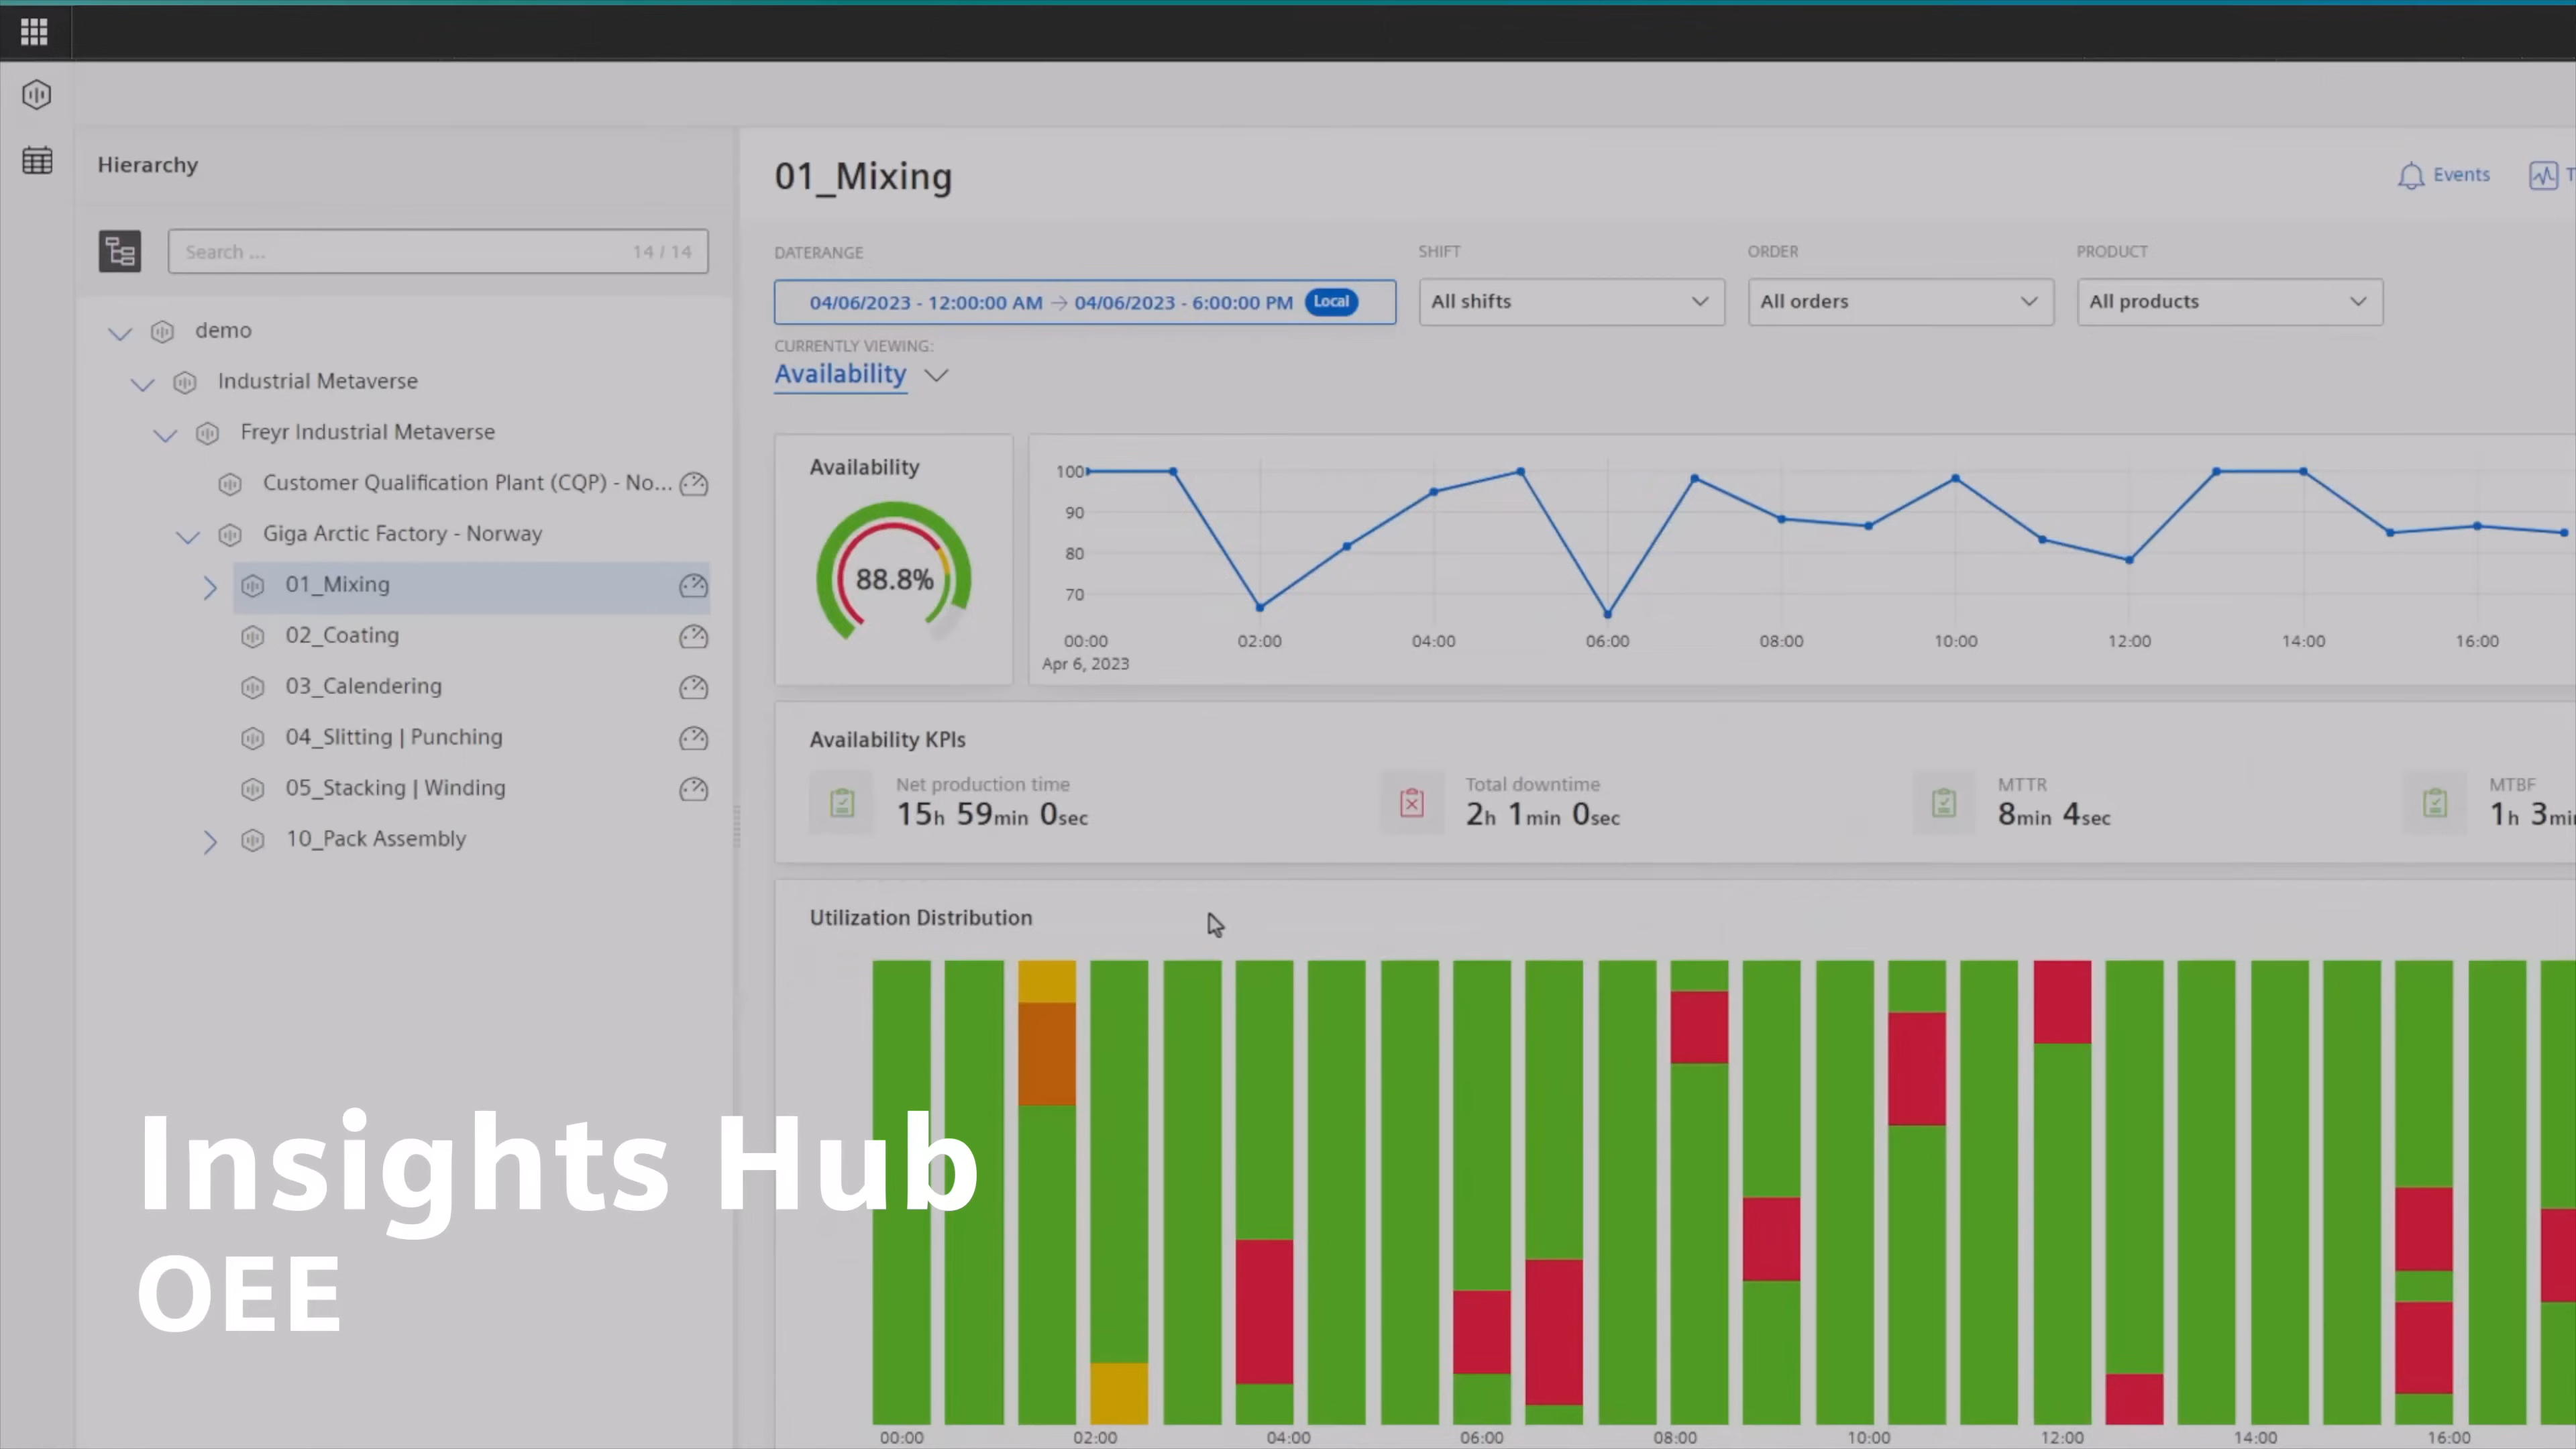 Hierarchy
Search ... 14 / 14
demo
Industrial Metaverse
Freyr Industrial Metaverse
Customer Qualification Plant (CQP) - No...
Giga Arctic Factory - Norway
01_Mixing
02_Coating
03_Calendering
04_Slitting | Punching
05_Stacking | Winding
10_Pack Assembly
01_Mixing
Events
DATERANGE SHIFT ORDER PRODUCT
04/06/2023 - 12:00:00 AM → 04/06/2023 - 6:00:00 PM Local All shifts All orders All products
CURRENTLY VIEWING:
Availability
Availability
88.8%
100
90
80
70
00:00 02:00 04:00 06:00 08:00 10:00 12:00 14:00 16:00
Apr 6, 2023
Availability KPIs
Net production time
15h 59min 0sec
Total downtime
2h 1min 0sec
MTTR
8min 4sec
MTBF
1h 3mi
Utilization Distribution
00:00 02:00 04:00 06:00 08:00 10:00 12:00 14:00 16:00
Insights Hub
OEE